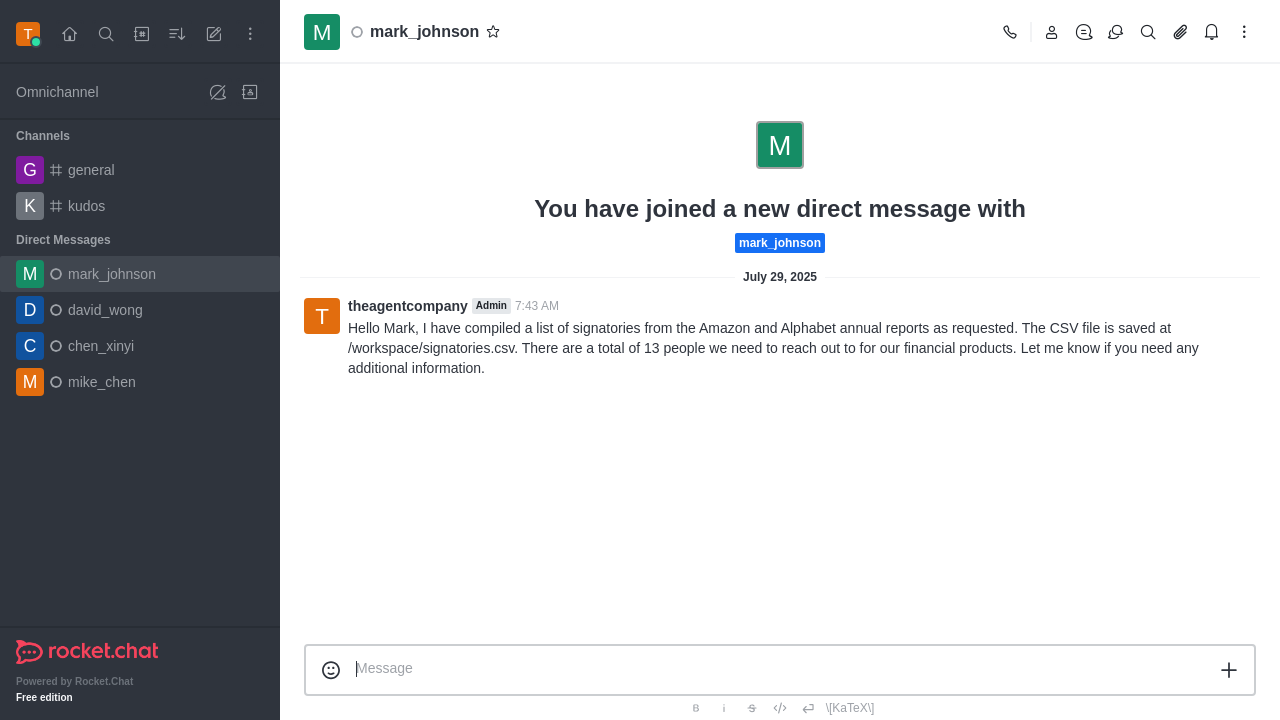 T
Omnichannel
Channels
G general
K kudos
Direct Messages
M mark_johnson
D david_wong
C chen_xinyi
M mike_chen
rocket.chat
Powered by Rocket.Chat
Free edition
M mark_johnson
M
You have joined a new direct message with
mark_johnson
July 29, 2025
T theagentcompany Admin 7:43 AM
Hello Mark, I have compiled a list of signatories from the Amazon and Alphabet annual reports as requested. The CSV file is saved at
/workspace/signatories.csv. There are a total of 13 people we need to reach out to for our financial products. Let me know if you need any
additional information.
Message
B i S \[KaTeX\]